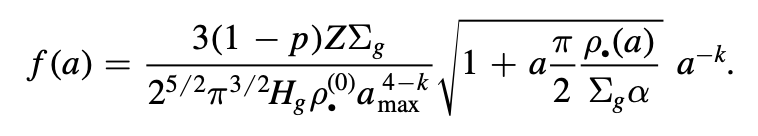 f(a) = \frac{3(1 - p)Z\Sigma_g}{2^{5/2}\pi^{3/2}H_g\rho_{\bullet}^{(0)}a_{\max}^{4-k}} \sqrt{1 + a\frac{\pi}{2}\frac{\rho_{\bullet}(a)}{\Sigma_g\alpha}} \, a^{-k}.